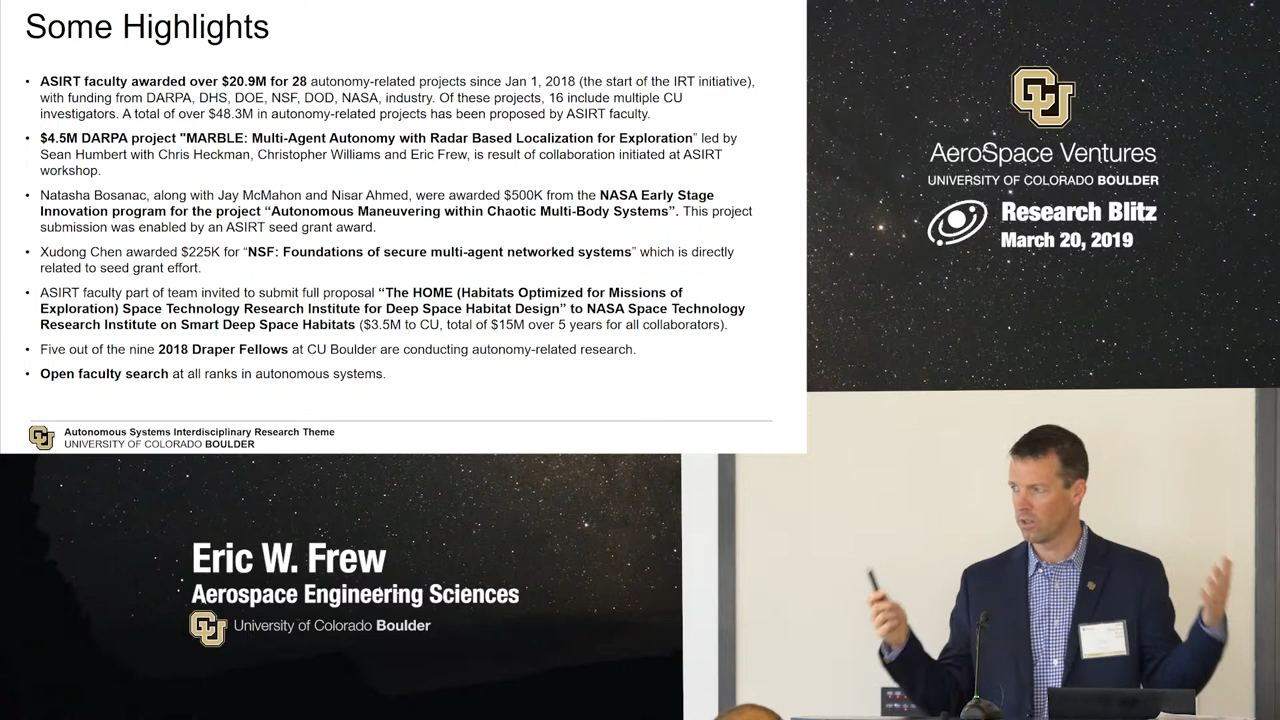 Some Highlights
• ASIRT faculty awarded over $20.9M for 28 autonomy-related projects since Jan 1, 2018 (the start of the IRT initiative),
with funding from DARPA, DHS, DOE, NSF, DOD, NASA, industry. Of these projects, 16 include multiple CU
investigators. A total of over $48.3M in autonomy-related projects has been proposed by ASIRT faculty.
• $4.5M DARPA project "MARBLE: Multi-Agent Autonomy with Radar Based Localization for Exploration” led by
Sean Humbert with Chris Heckman, Christopher Williams and Eric Frew, is result of collaboration initiated at ASIRT
workshop.
• Natasha Bosanac, along with Jay McMahon and Nisar Ahmed, were awarded $500K from the NASA Early Stage
Innovation program for the project “Autonomous Maneuvering within Chaotic Multi-Body Systems”. This project
submission was enabled by an ASIRT seed grant award.
• Xudong Chen awarded $225K for “NSF: Foundations of secure multi-agent networked systems” which is directly
related to seed grant effort.
• ASIRT faculty part of team invited to submit full proposal “The HOME (Habitats Optimized for Missions of
Exploration) Space Technology Research Institute for Deep Space Habitat Design” to NASA Space Technology
Research Institute on Smart Deep Space Habitats ($3.5M to CU, total of $15M over 5 years for all collaborators).
• Five out of the nine 2018 Draper Fellows at CU Boulder are conducting autonomy-related research.
• Open faculty search at all ranks in autonomous systems.
CU
Autonomous Systems Interdisciplinary Research Theme
UNIVERSITY OF COLORADO BOULDER
CU
AeroSpace Ventures
UNIVERSITY OF COLORADO BOULDER
Research Blitz
March 20, 2019
Eric W. Frew
Aerospace Engineering Sciences
CU
University of Colorado Boulder